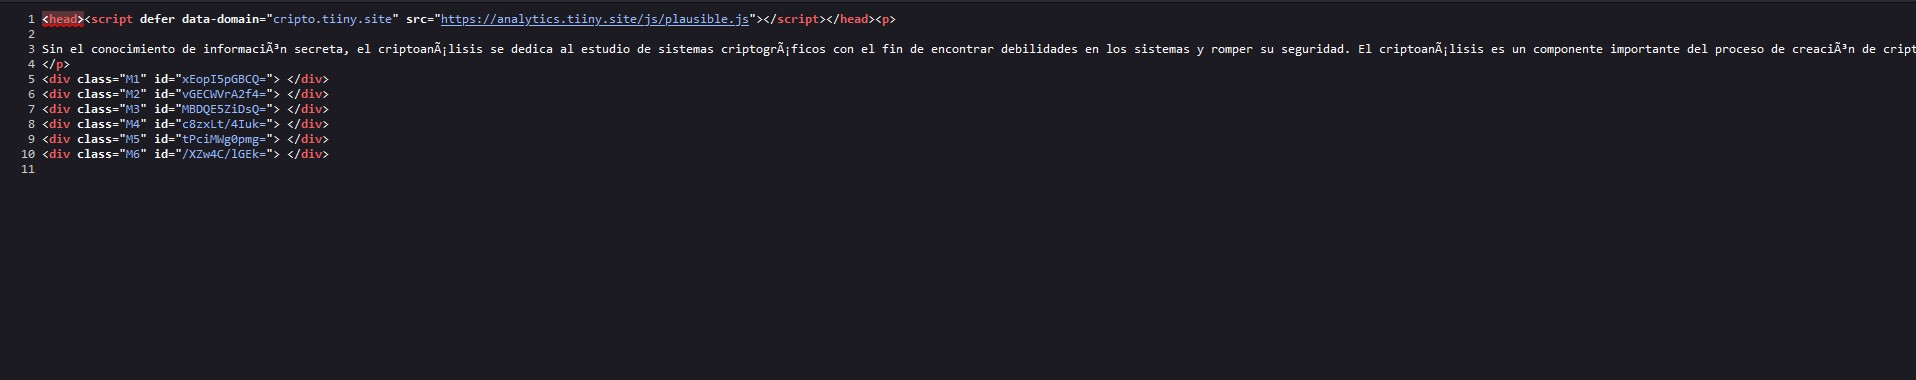 1 <head><script defer data-domain="cripto.tiiny.site" src="https://analytics.tiiny.site/js/plausible.js"></script></head><p>
2
3 Sin el conocimiento de informaciÃ³n secreta, el criptoanÃ¡lisis se dedica al estudio de sistemas criptogrÃ¡ficos con el fin de encontrar debilidades en los sistemas y romper su seguridad. El criptoanÃ¡lisis es un componente importante del proceso de creaciÃ³n de cript
4 </p>
5 <div class="M1" id="xEopI5pGBCQ="> </div>
6 <div class="M2" id="vGECWVrA2f4="> </div>
7 <div class="M3" id="MBDQE5ZiDsQ="> </div>
8 <div class="M4" id="c8zxLt/4Iuk="> </div>
9 <div class="M5" id="tPciMWg0pmg="> </div>
10 <div class="M6" id="/XZw4C/lGEk="> </div>
11